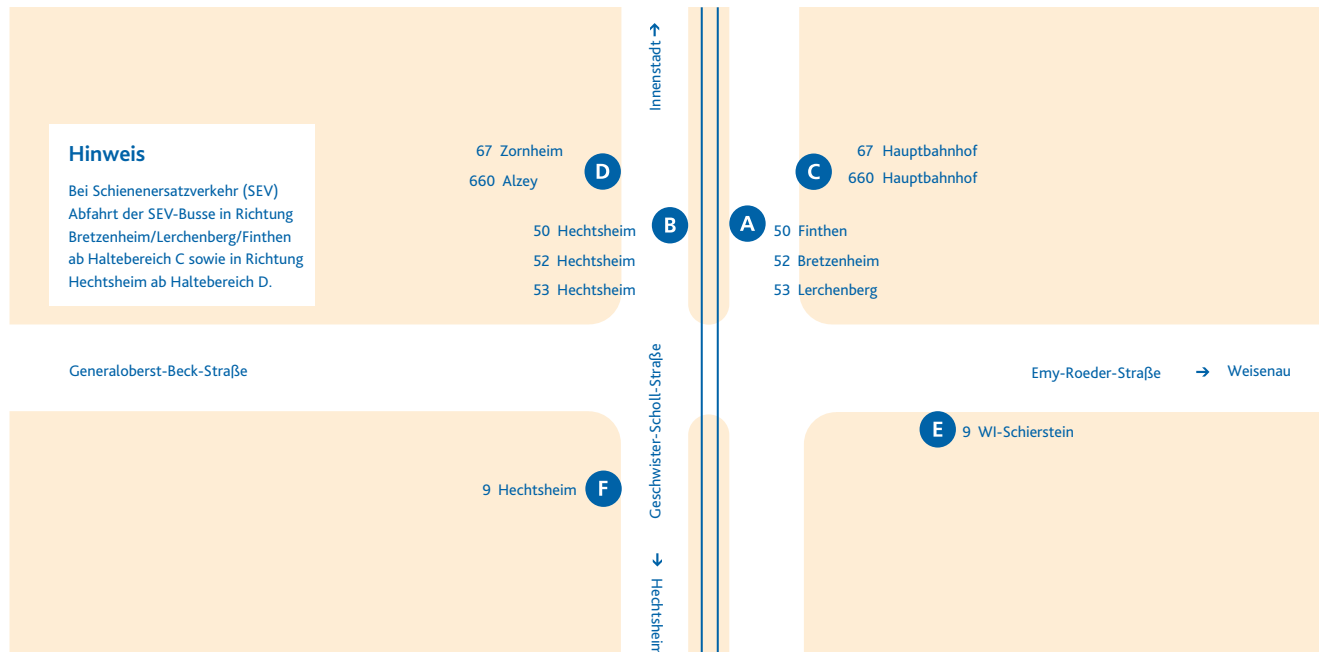 Innenstadt →
Hinweis
Bei Schienenersatzverkehr (SEV)
Abfahrt der SEV-Busse in Richtung
Bretzenheim/Lerchenberg/Finthen
ab Haltebereich C sowie in Richtung
Hechtsheim ab Haltebereich D.
67 Zornheim
660 Alzey
D
C
67 Hauptbahnhof
660 Hauptbahnhof
B
50 Hechtsheim
52 Hechtsheim
53 Hechtsheim
A
50 Finthen
52 Bretzenheim
53 Lerchenberg
Generaloberst-Beck-Straße
Geschwister-Scholl-Straße
Emy-Roeder-Straße → Weisenau
E 9 WI-Schierstein
9 Hechtsheim F
→ Hechtsheim